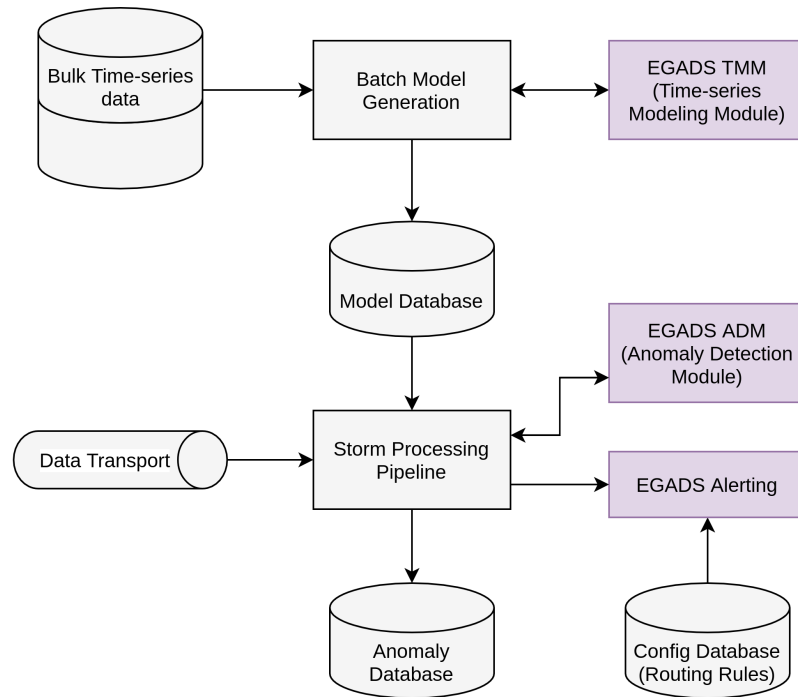 Bulk Time-series
data
Batch Model
Generation
EGADS TMM
(Time-series
Modeling Module)
Model Database
EGADS ADM
(Anomaly Detection
Module)
Data Transport
Storm Processing
Pipeline
EGADS Alerting
Anomaly
Database
Config Database
(Routing Rules)